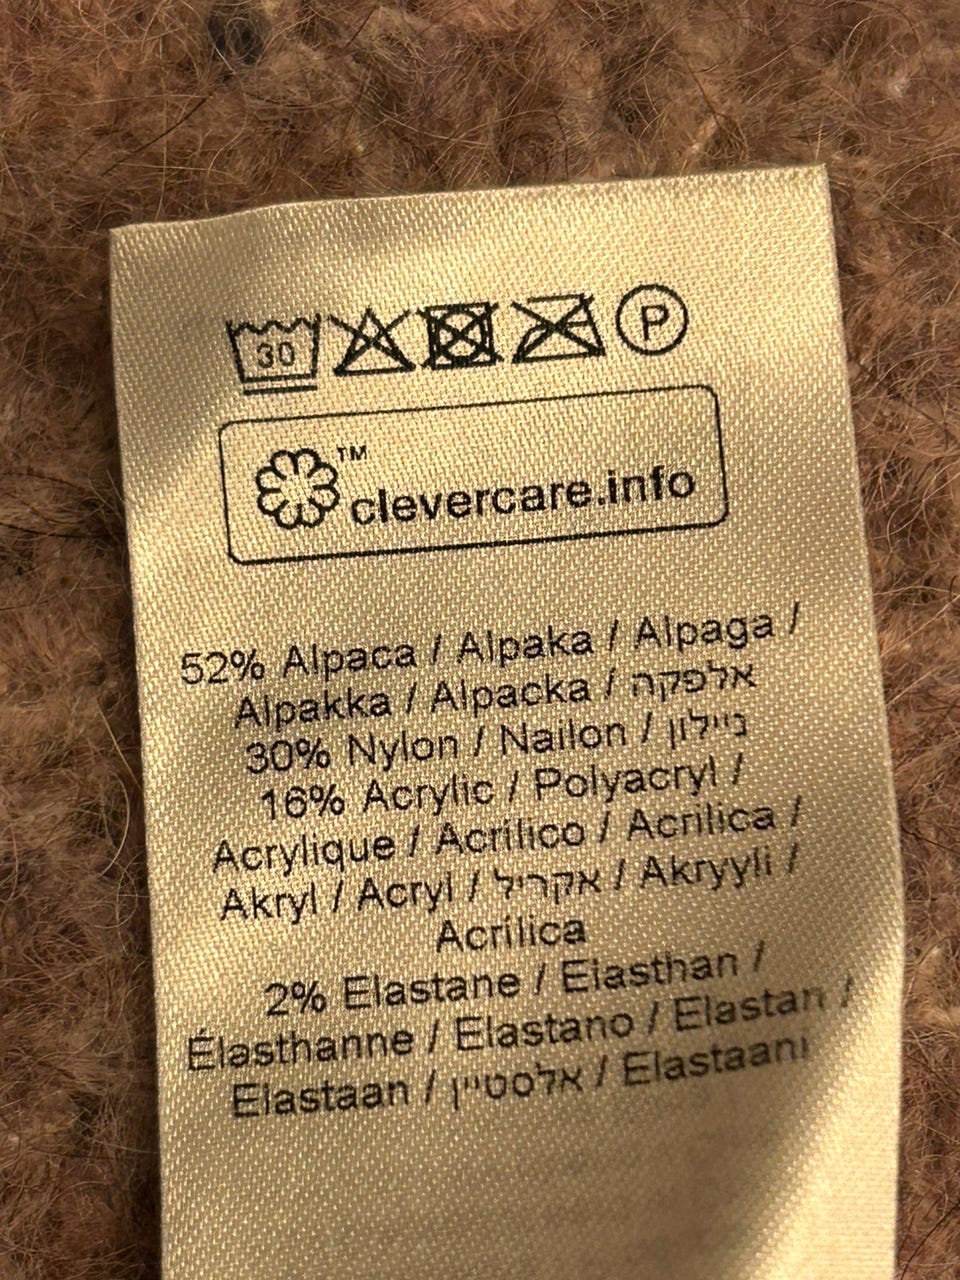 30
P
™
clevercare.info
52% Alpaca / Alpaka / Alpaga /
Alpakka / Alpacka / אלפקה
30% Nylon / Nailon / ניילון
16% Acrylic / Polyacryl /
Acrylique / Acrílico / Acrilica /
Akryl / Acryl / אקריל / Akryyli /
Acrílica
2% Elastane / Elasthan /
Élasthanne / Elastano / Elastan /
Elastaan / אלסטיין / Elastaani